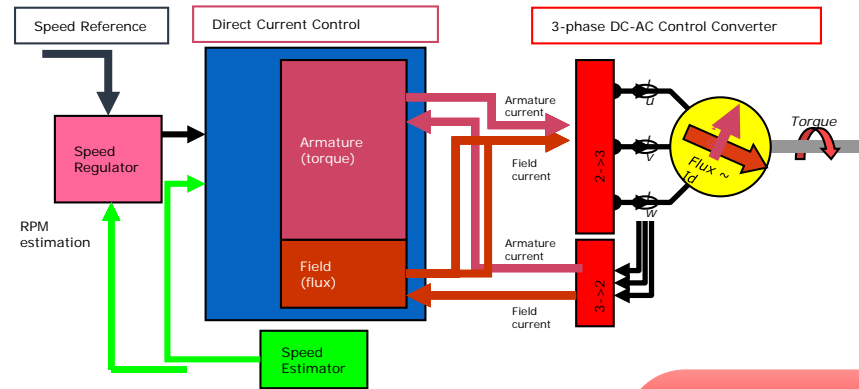 Speed Reference
Direct Current Control
3-phase DC-AC Control Converter
Speed
Regulator
RPM
estimation
Armature
(torque)
Field
(flux)
Speed
Estimator
Armature
current
Field
current
Armature
current
Field
current
2->3
3->2
I
u
I
v
I
w
Flux ~
Id
Torque